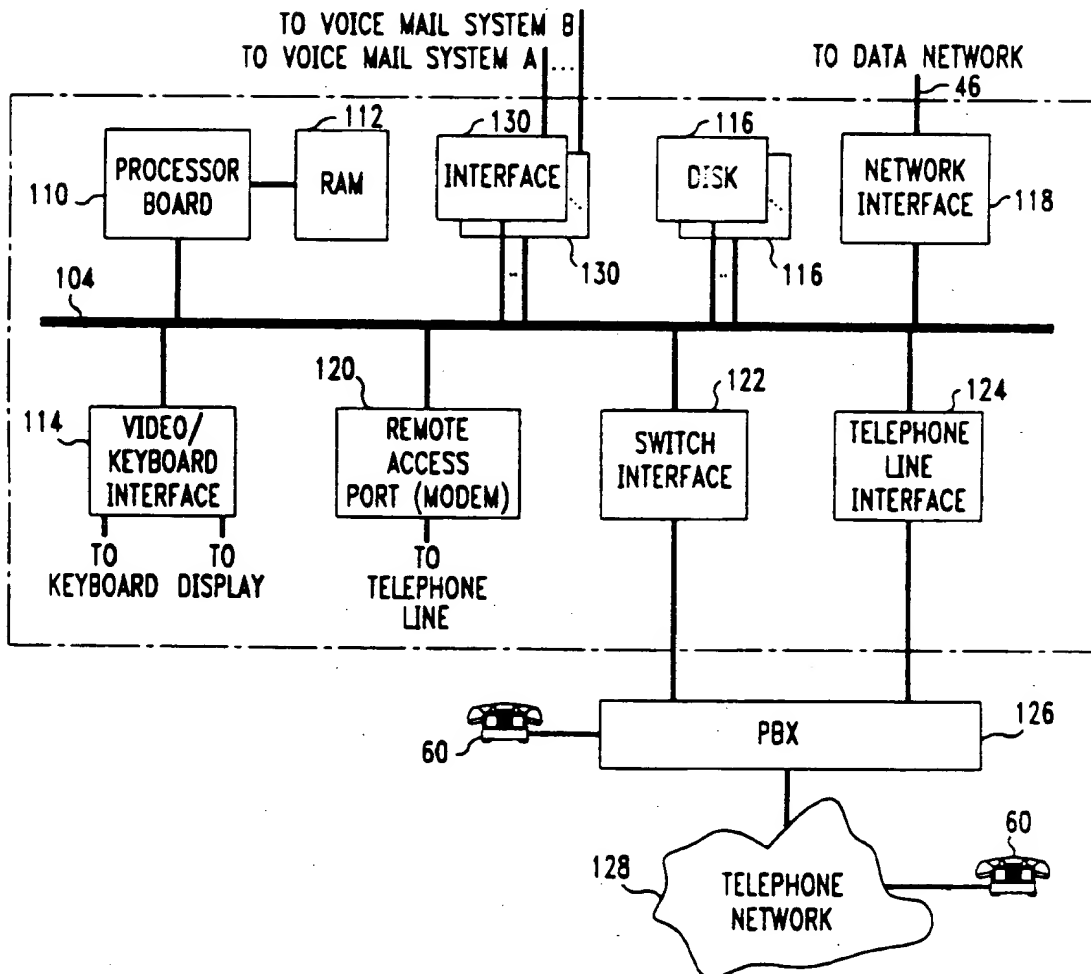 TO VOICE MAIL SYSTEM B
TO VOICE MAIL SYSTEM A
...
TO DATA NETWORK
46
110
PROCESSOR
BOARD
112
RAM
130
INTERFACE
130
116
DISK
116
NETWORK
INTERFACE
118
104
114
VIDEO/
KEYBOARD
INTERFACE
TO
KEYBOARD
TO
DISPLAY
120
REMOTE
ACCESS
PORT (MODEM)
TO
TELEPHONE
LINE
122
SWITCH
INTERFACE
124
TELEPHONE
LINE
INTERFACE
60
PBX
126
128
TELEPHONE
NETWORK
60